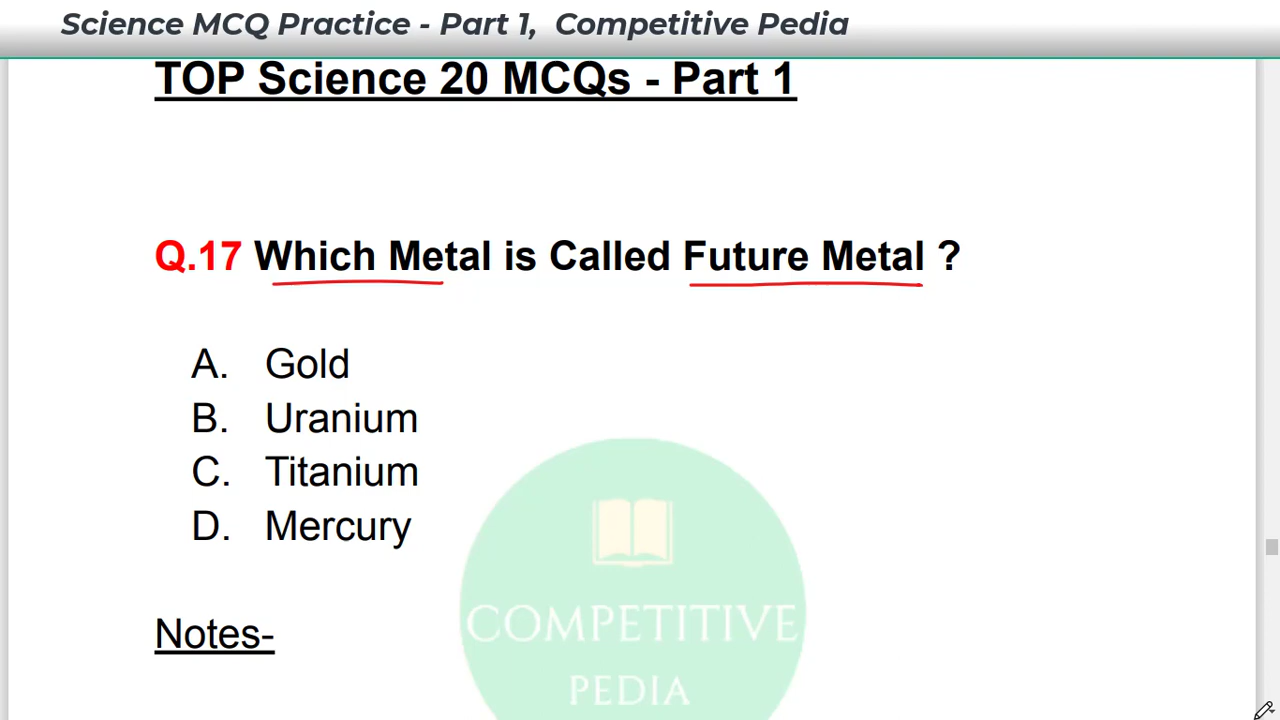 Science MCQ Practice - Part 1, Competitive Pedia
TOP Science 20 MCQs - Part 1
Q.17 Which Metal is Called Future Metal ?
A. Gold
B. Uranium
C. Titanium
D. Mercury
Notes-
COMPETITIVE
PEDIA